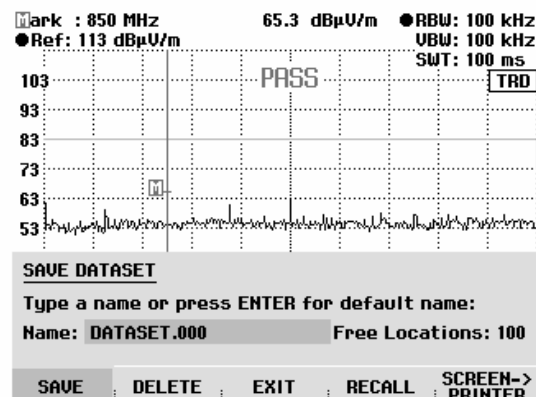 Mark : 850 MHz 65.3 dBµV/m ●RBW: 100 kHz
●Ref: 113 dBµV/m VBW: 100 kHz
SWT: 100 ms
103 PASS TRD
93
83
73
M
63
53
SAVE DATASET
Type a name or press ENTER for default name:
Name: DATASET.000 Free Locations: 100
SAVE DELETE EXIT RECALL SCREEN->
PRINTER